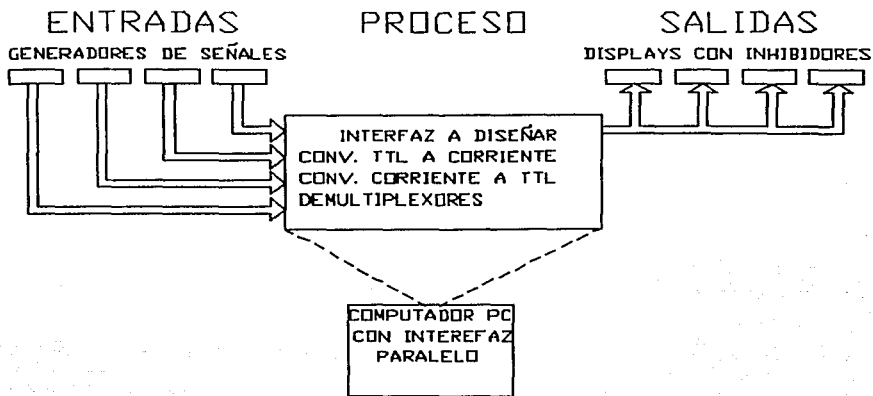 ENTRADAS
PROCESO
SALIDAS
GENERADORES DE SEÑALES
DISPLAYS CON INHIBIDORES
INTERFAZ A DISEÑAR
CONV. TTL A CORRIENTE
CONV. CORRIENTE A TTL
DEMULTIPLEXORES
COMPUTADOR PC
CON INTEREFAZ
PARALELO